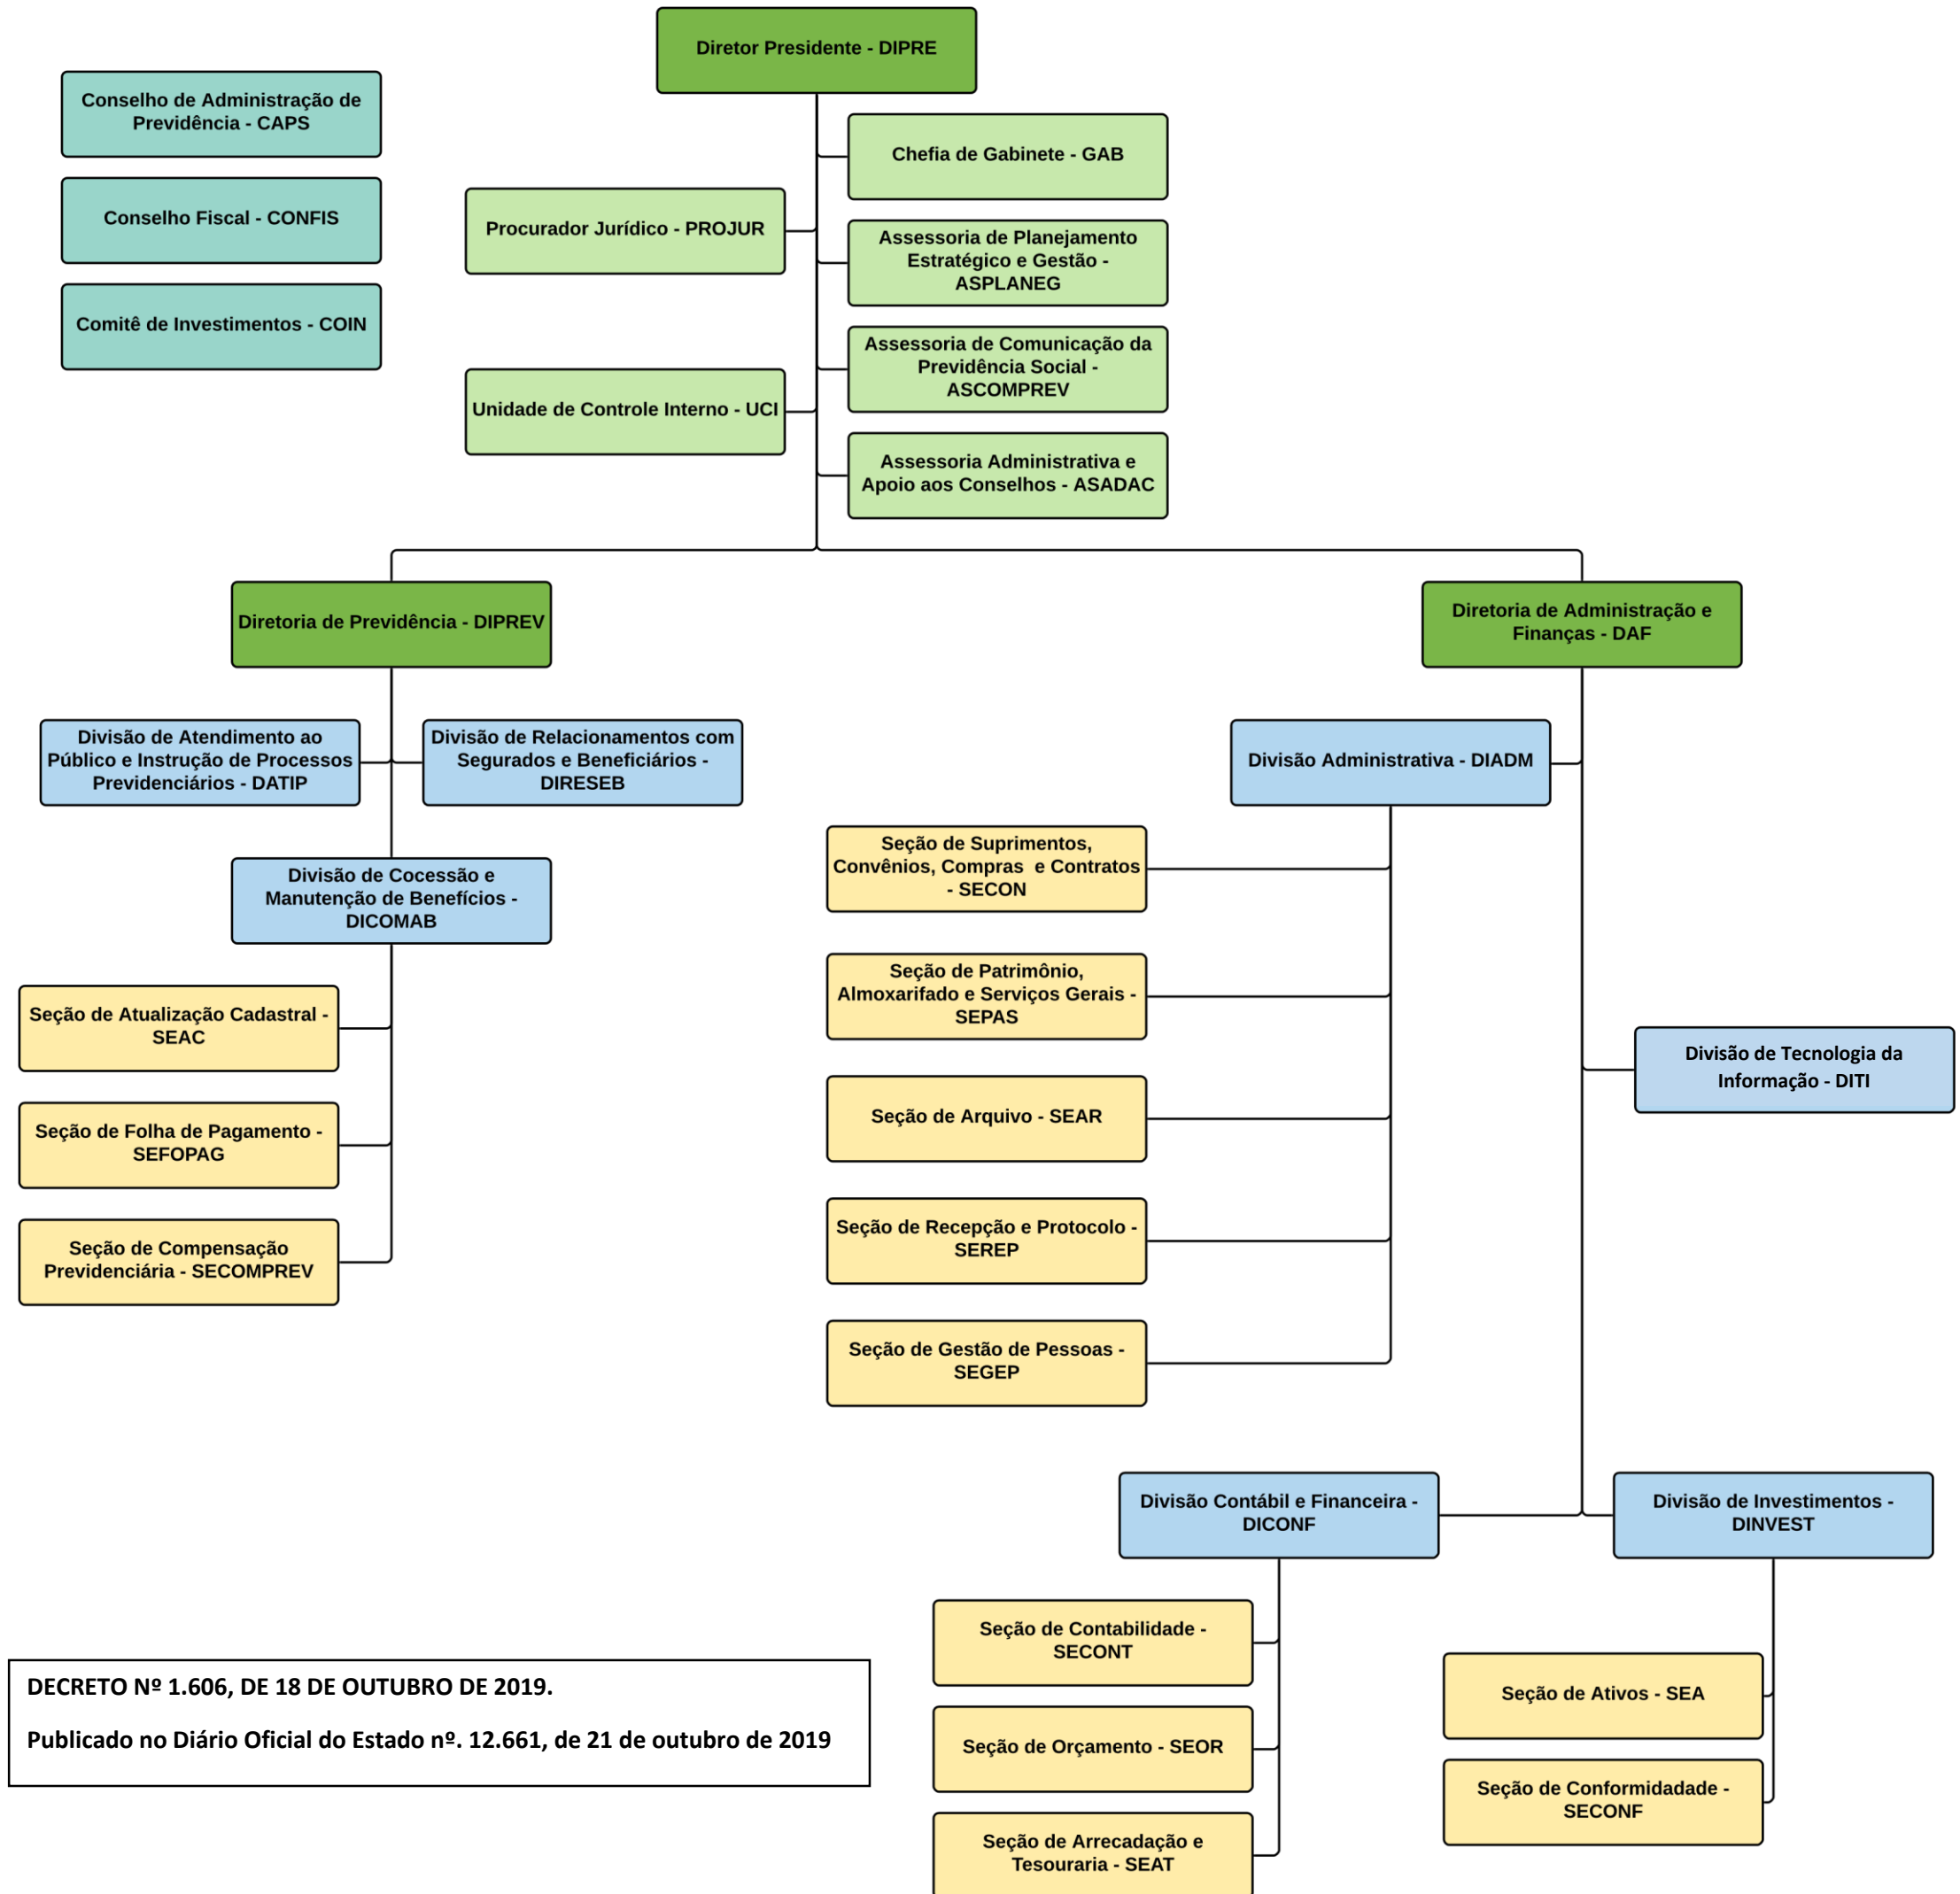 Diretor Presidente - DIPRE
Conselho de Administração de
Previdência - CAPS
Conselho Fiscal - CONFIS
Comitê de Investimentos - COIN
Chefia de Gabinete - GAB
Procurador Jurídico - PROJUR
Assessoria de Planejamento
Estratégico e Gestão -
ASPLANEG
Assessoria de Comunicação da
Previdência Social -
ASCOMPREV
Unidade de Controle Interno - UCI
Assessoria Administrativa e
Apoio aos Conselhos - ASADAC
Diretoria de Previdência - DIPREV
Diretoria de Administração e
Finanças - DAF
Divisão de Atendimento ao
Público e Instrução de Processos
Previdenciários - DATIP
Divisão de Relacionamentos com
Segurados e Beneficiários -
DIRESEB
Divisão de Cocessão e
Manutenção de Benefícios -
DICOMAB
Seção de Atualização Cadastral -
SEAC
Seção de Folha de Pagamento -
SEFOPAG
Seção de Compensação
Previdenciária - SECOMPREV
Divisão Administrativa - DIADM
Seção de Suprimentos,
Convênios, Compras  e Contratos
- SECON
Seção de Patrimônio,
Almoxarifado e Serviços Gerais -
SEPAS
Seção de Arquivo - SEAR
Seção de Recepção e Protocolo -
SEREP
Seção de Gestão de Pessoas -
SEGEP
Divisão de Tecnologia da
Informação - DITI
Divisão Contábil e Financeira -
DICONF
Seção de Contabilidade -
SECONT
Seção de Orçamento - SEOR
Seção de Arrecadação e
Tesouraria - SEAT
Divisão de Investimentos -
DINVEST
Seção de Ativos - SEA
Seção de Conformidadade -
SECONF
DECRETO Nº 1.606, DE 18 DE OUTUBRO DE 2019.
Publicado no Diário Oficial do Estado nº. 12.661, de 21 de outubro de 2019